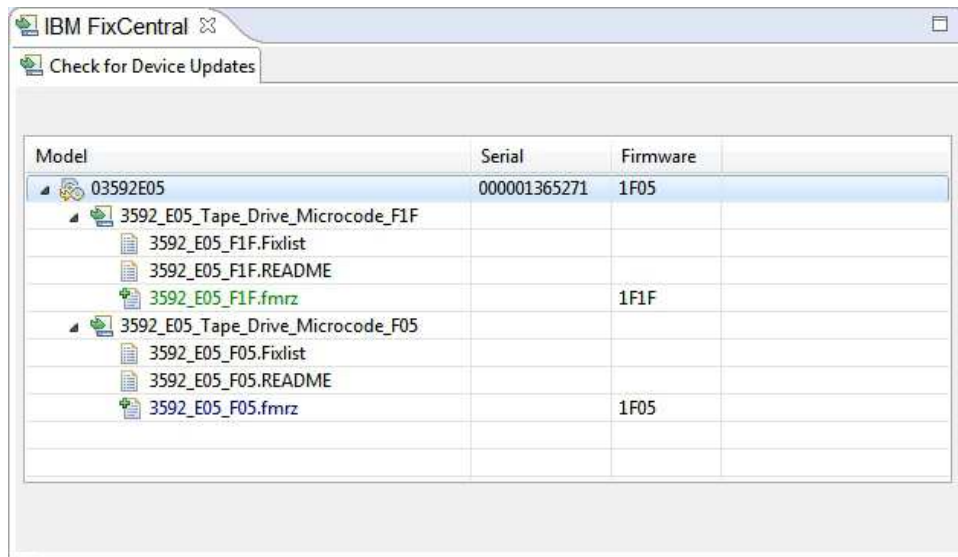 IBM FixCentral
Check for Device Updates
Model Serial Firmware
03592E05 000001365271 1F05
3592_E05_Tape_Drive_Microcode_F1F
3592_E05_F1F.Fixlist
3592_E05_F1F.README
3592_E05_F1F.fmrz 1F1F
3592_E05_Tape_Drive_Microcode_F05
3592_E05_F05.Fixlist
3592_E05_F05.README
3592_E05_F05.fmrz 1F05